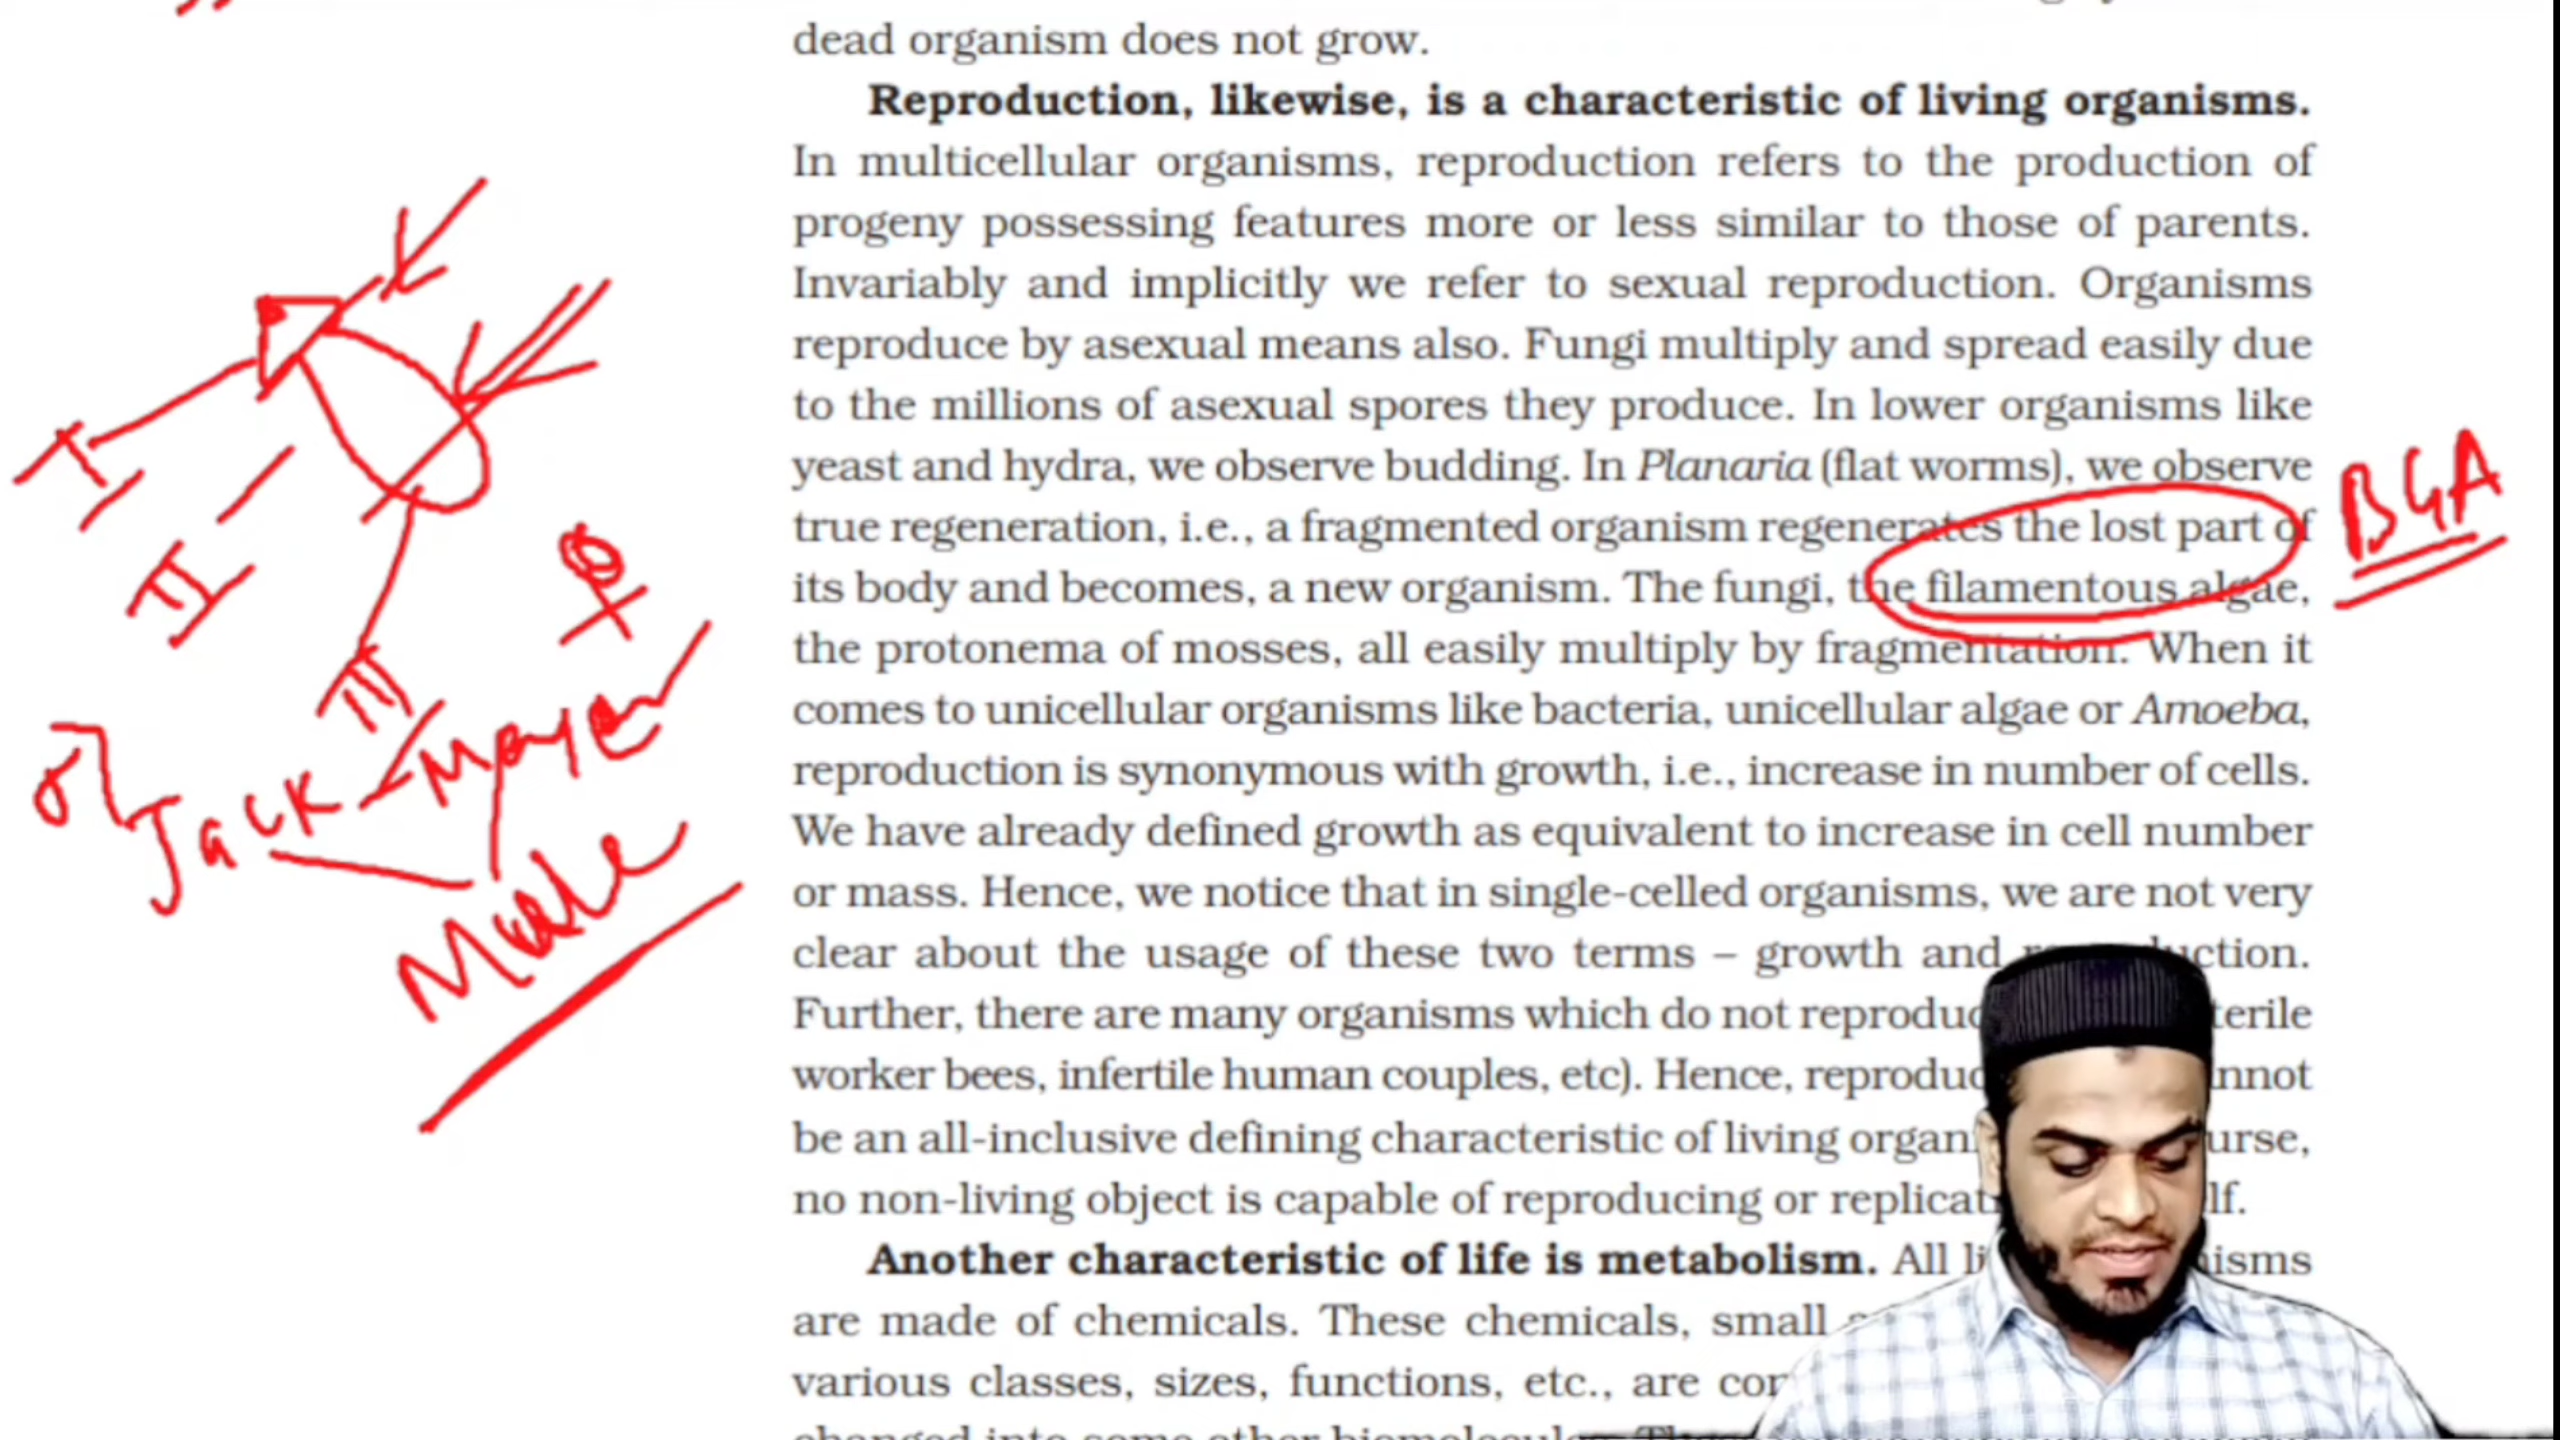 dead organism does not grow.
Reproduction, likewise, is a characteristic of living organisms.
In multicellular organisms, reproduction refers to the production of
progeny possessing features more or less similar to those of parents.
Invariably and implicitly we refer to sexual reproduction. Organisms
reproduce by asexual means also. Fungi multiply and spread easily due
to the millions of asexual spores they produce. In lower organisms like
yeast and hydra, we observe budding. In Planaria (flat worms), we observe
true regeneration, i.e., a fragmented organism regenerates the lost part of
its body and becomes, a new organism. The fungi, the filamentous algae,
the protonema of mosses, all easily multiply by fragmentation. When it
comes to unicellular organisms like bacteria, unicellular algae or Amoeba,
reproduction is synonymous with growth, i.e., increase in number of cells.
We have already defined growth as equivalent to increase in cell number
or mass. Hence, we notice that in single-celled organisms, we are not very
clear about the usage of these two terms – growth and
Further, there are many organisms which do not
worker bees, infertile human couples, etc). Hence,
be an all-inclusive defining characteristic of living
no non-living object is capable of reproducing or
Another characteristic of life is metabolism. All
are made of chemicals. These chemicals, small
various classes, sizes, functions, etc., are
BGA
I
II
III
♀
Jack
Mule